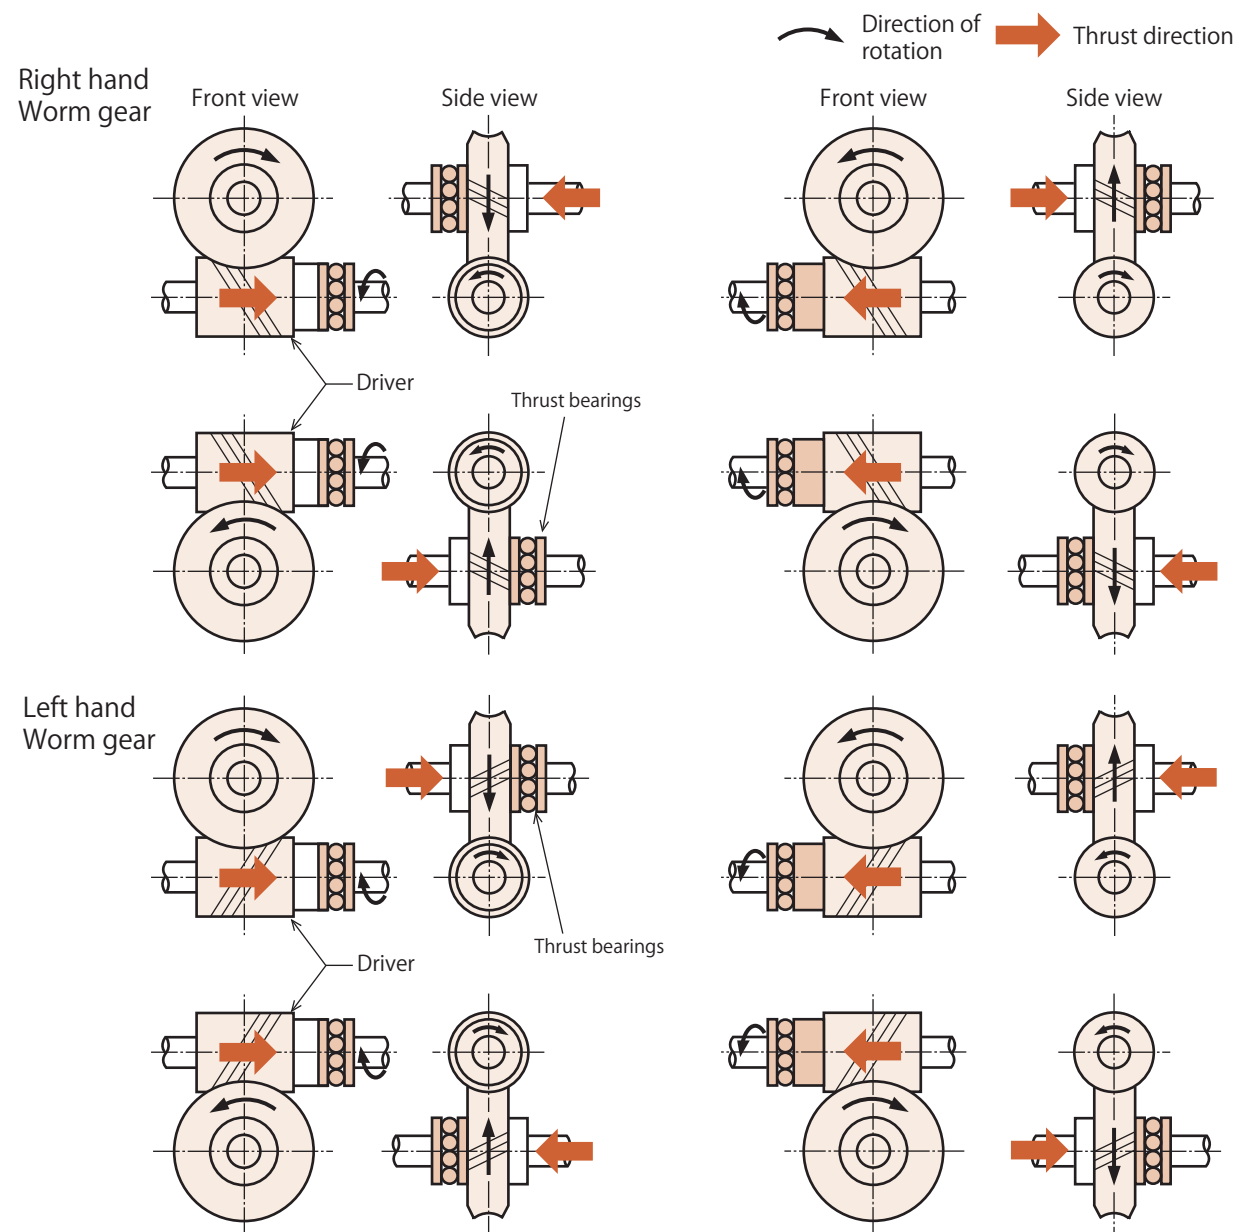 Direction of
rotation
Thrust direction
Right hand
Worm gear
Front view
Side view
Front view
Side view
Driver
Thrust bearings
Left hand
Worm gear
Thrust bearings
Driver